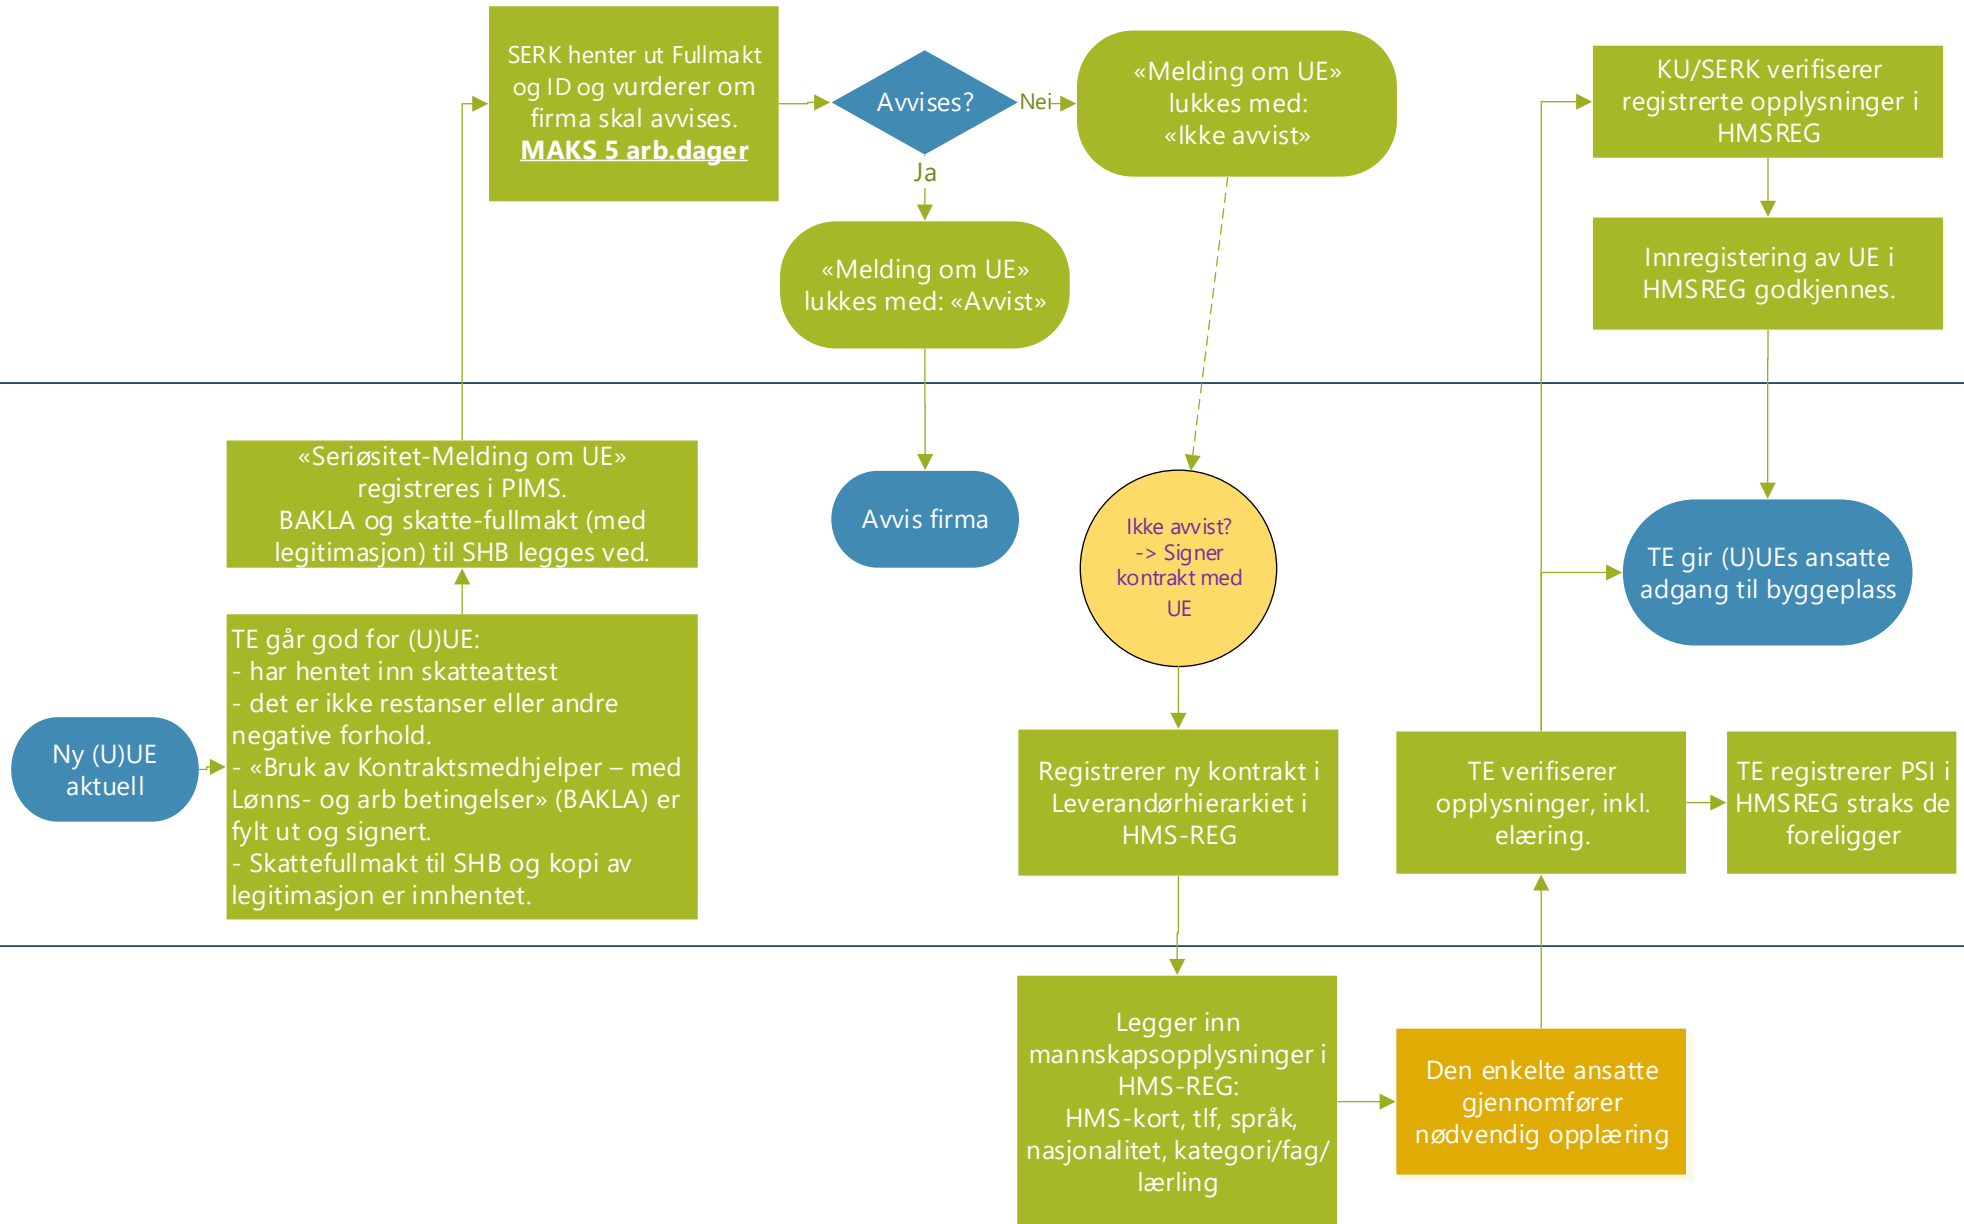 SERK henter ut Fullmakt
og ID og vurderer om
firma skal avvises.
MAKS 5 arb.dager
Avvises?
Nei
Ja
«Melding om UE»
lukkes med:
«Ikke avvist»
«Melding om UE»
lukkes med: «Avvist»
KU/SERK verifiserer
registrerte opplysninger i
HMSREG
Innregistering av UE i
HMSREG godkjennes.
«Seriøsitet-Melding om UE»
registreres i PIMS.
BAKLA og skatte-fullmakt (med
legitimasjon) til SHB legges ved.
Avvis firma
Ikke avvist?
-> Signer
kontrakt med
UE
TE gir (U)UEs ansatte
adgang til byggeplass
Ny (U)UE
aktuell
TE går god for (U)UE:
- har hentet inn skatteattest
- det er ikke restanser eller andre
negative forhold.
- «Bruk av Kontraktsmedhjelper – med
Lønns- og arb betingelser» (BAKLA) er
fylt ut og signert.
- Skattefullmakt til SHB og kopi av
legitimasjon er innhentet.
Registrerer ny kontrakt i
Leverandørhierarkiet i
HMS-REG
TE verifiserer
opplysninger, inkl.
elæring.
TE registrerer PSI i
HMSREG straks de
foreligger
Legger inn
mannskapsopplysninger i
HMS-REG:
HMS-kort, tlf, språk,
nasjonalitet, kategori/fag/
lærling
Den enkelte ansatte
gjennomfører
nødvendig opplæring